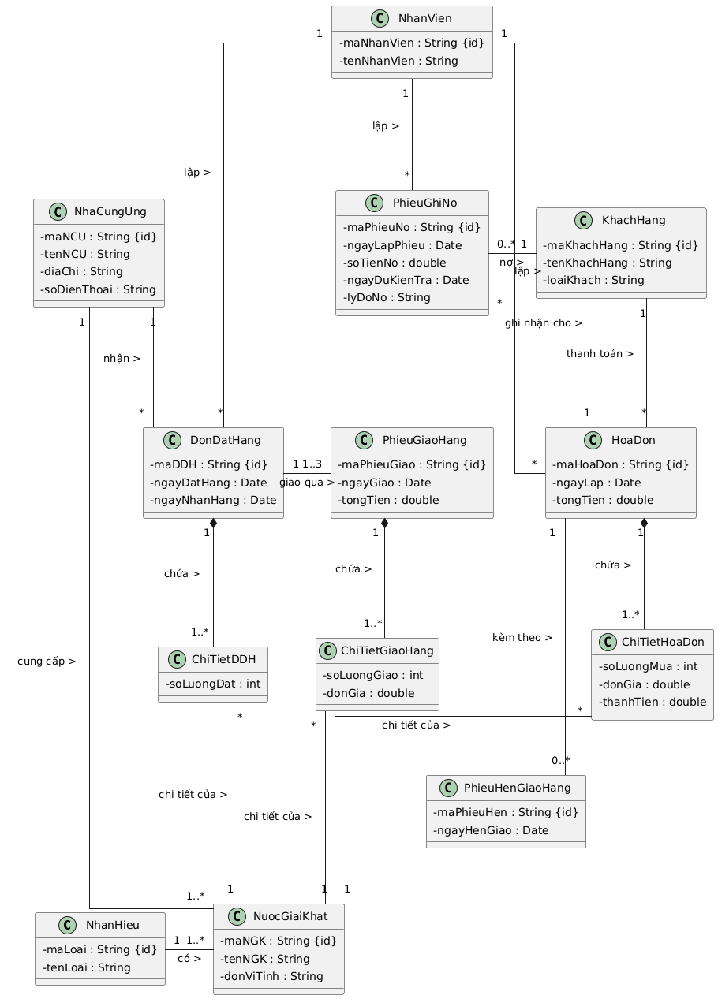 C NhanVien
-maNhanVien : String {id}
-tenNhanVien : String
1
1
1
lập >
*
lập >
C NhaCungUng
-maNCU : String {id}
-tenNCU : String
-diaChi : String
-soDienThoai : String
C PhieuGhiNo
-maPhieuNo : String {id}
-ngayLapPhieu : Date
-soTienNo : double
-ngayDuKienTra : Date
-lyDoNo : String
C KhachHang
-maKhachHang : String {id}
-tenKhachHang : String
-loaiKhach : String
0..* 1
nợ >
lập >
*
ghi nhận cho >
1
1
nhận >
1
thanh toán >
*
*
1
*
C DonDatHang
-maDDH : String {id}
-ngayDatHang : Date
-ngayNhanHang : Date
1 1..3
giao qua >
C PhieuGiaoHang
-maPhieuGiao : String {id}
-ngayGiao : Date
-tongTien : double
*
C HoaDon
-maHoaDon : String {id}
-ngayLap : Date
-tongTien : double
1
chứa >
1..*
1
chứa >
1..*
1
kèm theo >
1
chứa >
1..*
cung cấp >
C ChiTietDDH
-soLuongDat : int
C ChiTietGiaoHang
-soLuongGiao : int
-donGia : double
C ChiTietHoaDon
-soLuongMua : int
-donGia : double
-thanhTien : double
*
*
*
chi tiết của >
0..*
C PhieuHenGiaoHang
-maPhieuHen : String {id}
-ngayHenGiao : Date
chi tiết của >
chi tiết của >
1..*
1
1
1
C NhanHieu
-maLoai : String {id}
-tenLoai : String
1 1..*
có >
C NuocGiaiKhat
-maNGK : String {id}
-tenNGK : String
-donViTinh : String